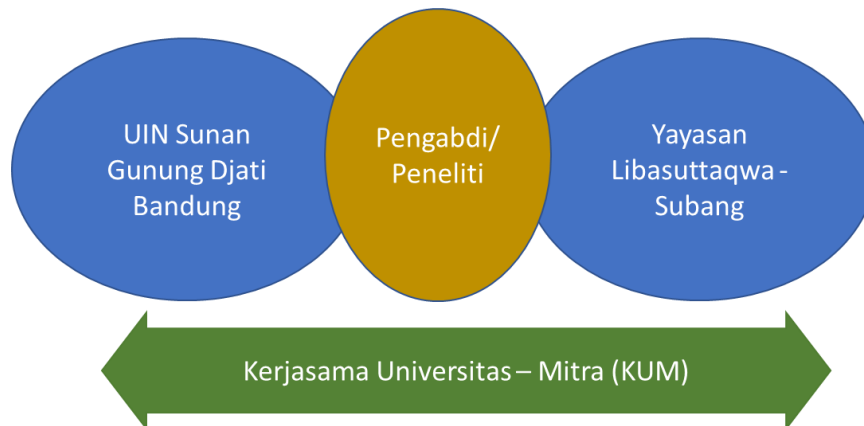 UIN Sunan
Gunung Djati
Bandung
Pengabdi/
Peneliti
Yayasan
Libasuttaqwa -
Subang
Kerjasama Universitas – Mitra (KUM)